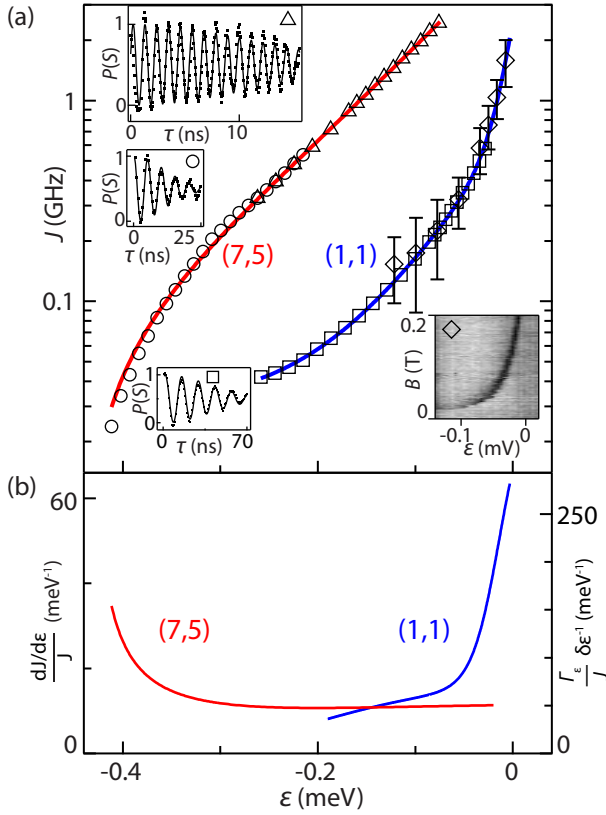 (a)
P(S)
1
0
0
10
τ (ns)
P(S)
1
0
0
25
τ (ns)
J (GHz)
1
0.1
(7,5)
(1,1)
P(S)
1
0
0
70
τ (ns)
B (T)
0.2
0
-0.1
0
ε (mV)
(b)
60
0
dJ/dε
J
(meV⁻¹)
(7,5)
(1,1)
250
0
Γε
J
δε⁻¹ (meV⁻¹)
-0.4
-0.2
0
ε (meV)